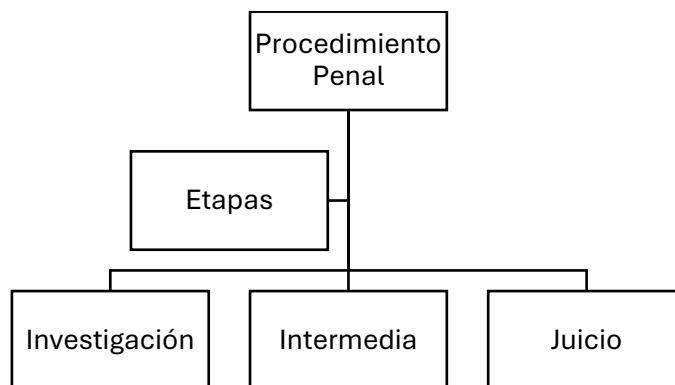 Procedimiento
Penal
Etapas
Investigación
Intermedia
Juicio